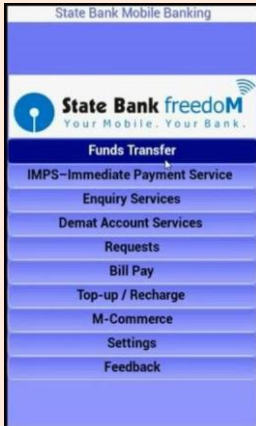 State Bank Mobile Banking
State Bank freedoM
Your Mobile. Your Bank.
Funds Transfer
IMPS-Immediate Payment Service
Enquiry Services
Demat Account Services
Requests
Bill Pay
Top-up / Recharge
M-Commerce
Settings
Feedback